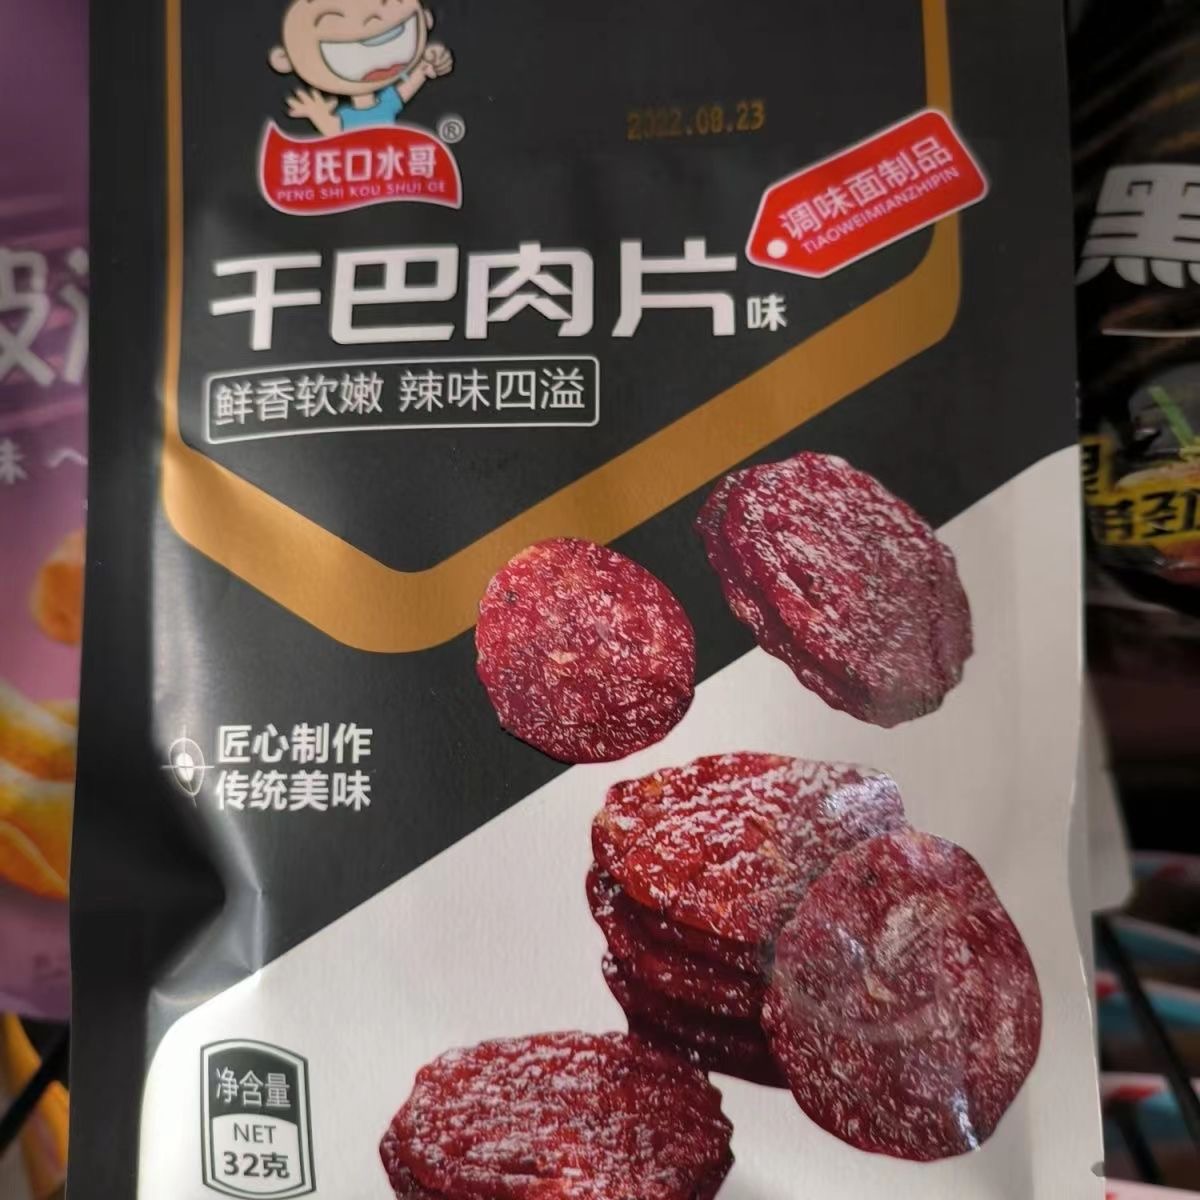 2022.08.23
彭氏口水哥®
PENG SHI KOU SHUI GE
调味面制品
TIAOWEIMIANZHIPIN
干巴肉片味
鲜香软嫩 辣味四溢
匠心制作
传统美味
净含量
NET
32克
黑
味